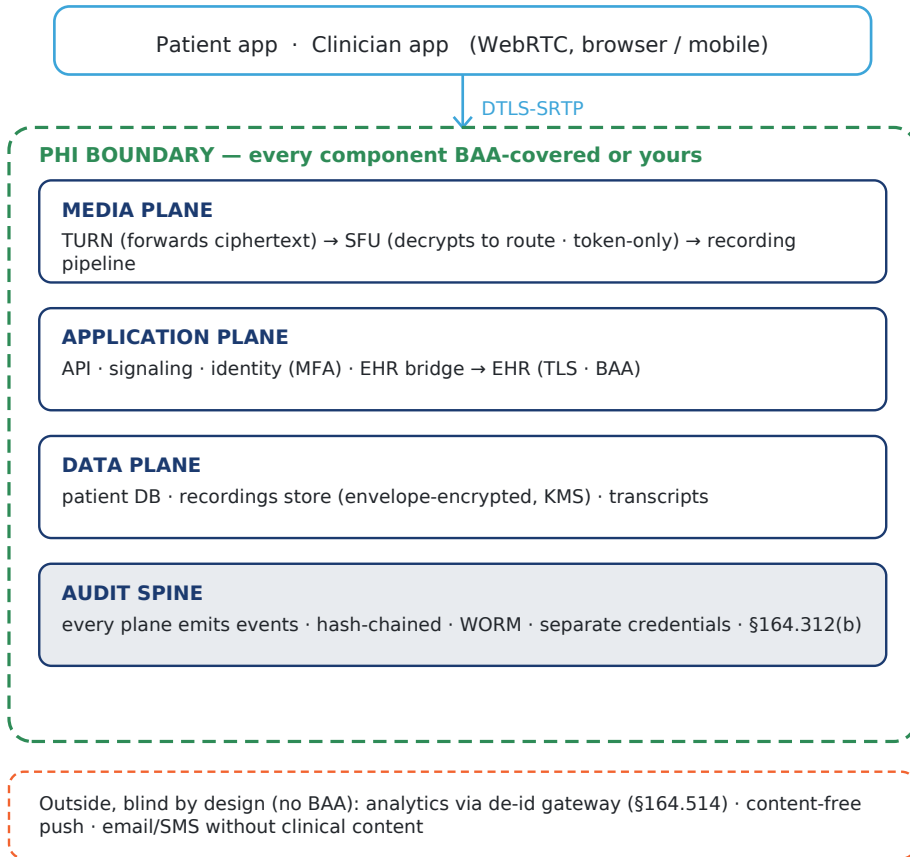 Patient app · Clinician app (WebRTC, browser / mobile)
DTLS-SRTP
PHI BOUNDARY — every component BAA-covered or yours
MEDIA PLANE
TURN (forwards ciphertext) → SFU (decrypts to route · token-only) → recording
pipeline
APPLICATION PLANE
API · signaling · identity (MFA) · EHR bridge → EHR (TLS · BAA)
DATA PLANE
patient DB · recordings store (envelope-encrypted, KMS) · transcripts
AUDIT SPINE
every plane emits events · hash-chained · WORM · separate credentials · §164.312(b)
Outside, blind by design (no BAA): analytics via de-id gateway (§164.514) · content-free
push · email/SMS without clinical content